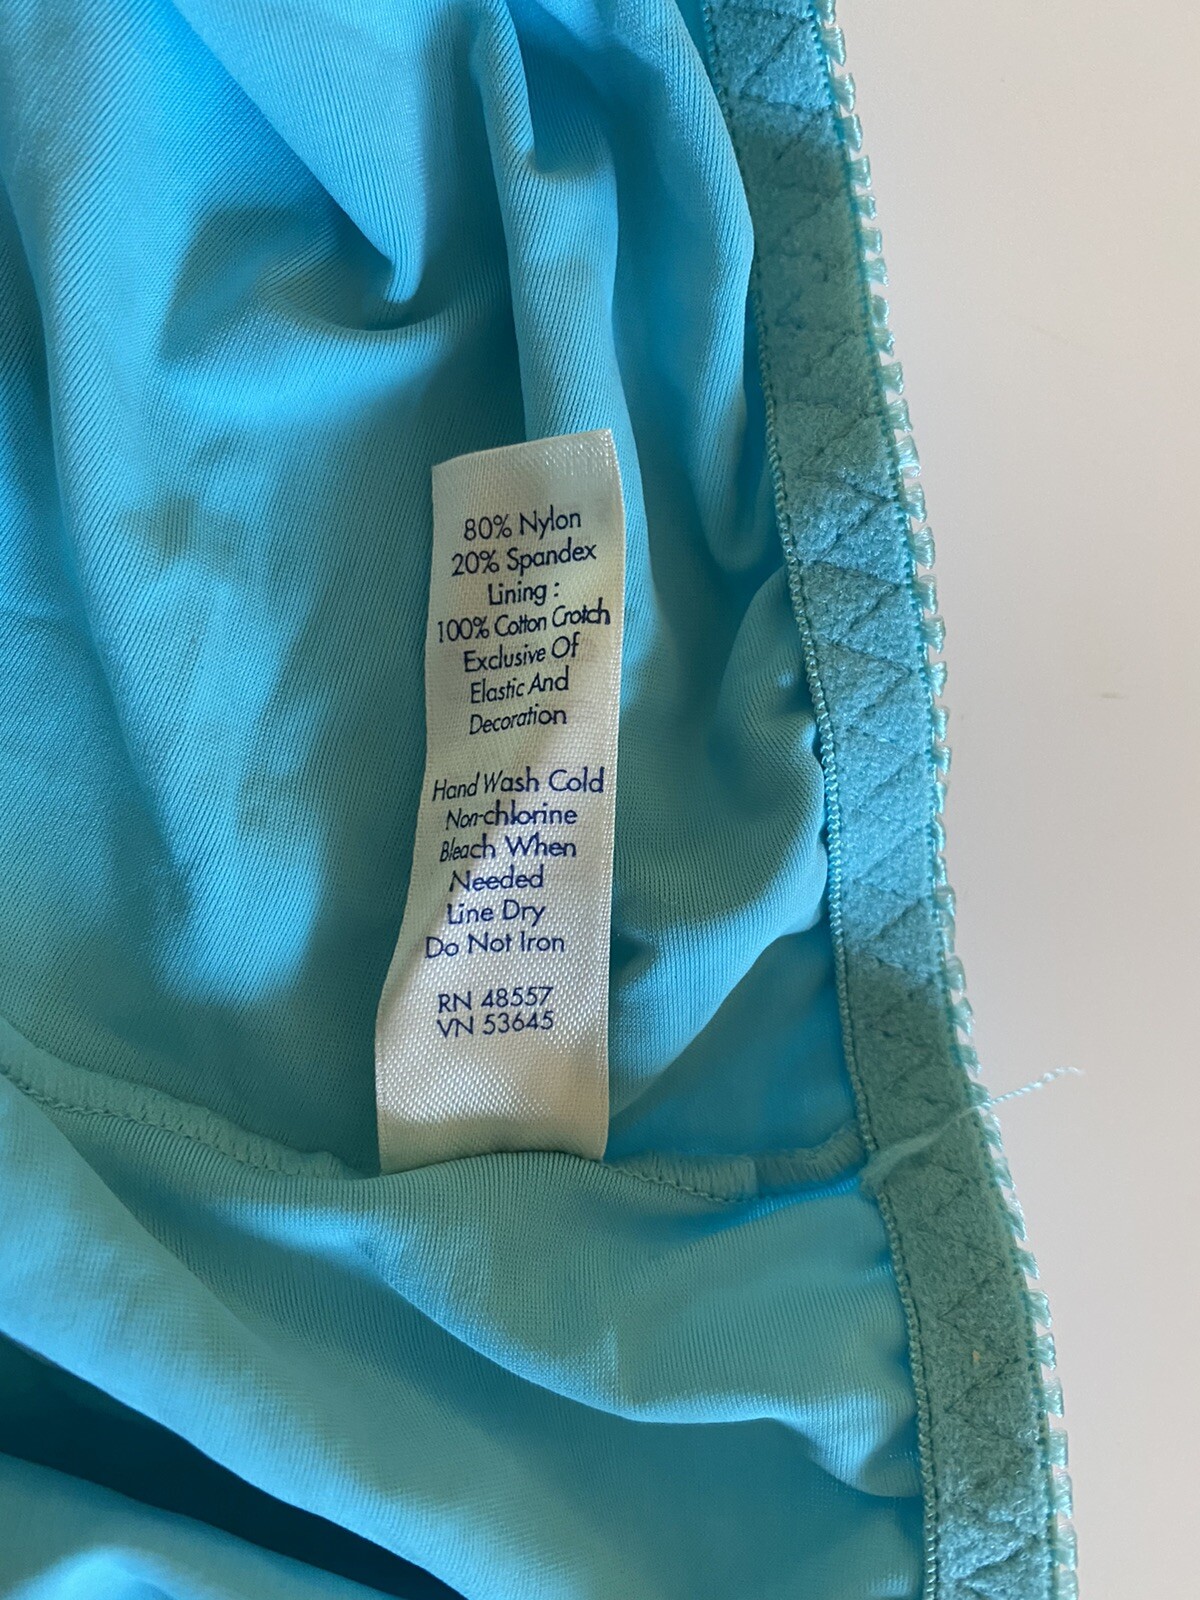 80% Nylon
20% Spandex
Lining :
100% Cotton Crotch
Exclusive Of
Elastic And
Decoration
Hand Wash Cold
Non-chlorine
Bleach When
Needed
Line Dry
Do Not Iron
RN 48557
VN 53645